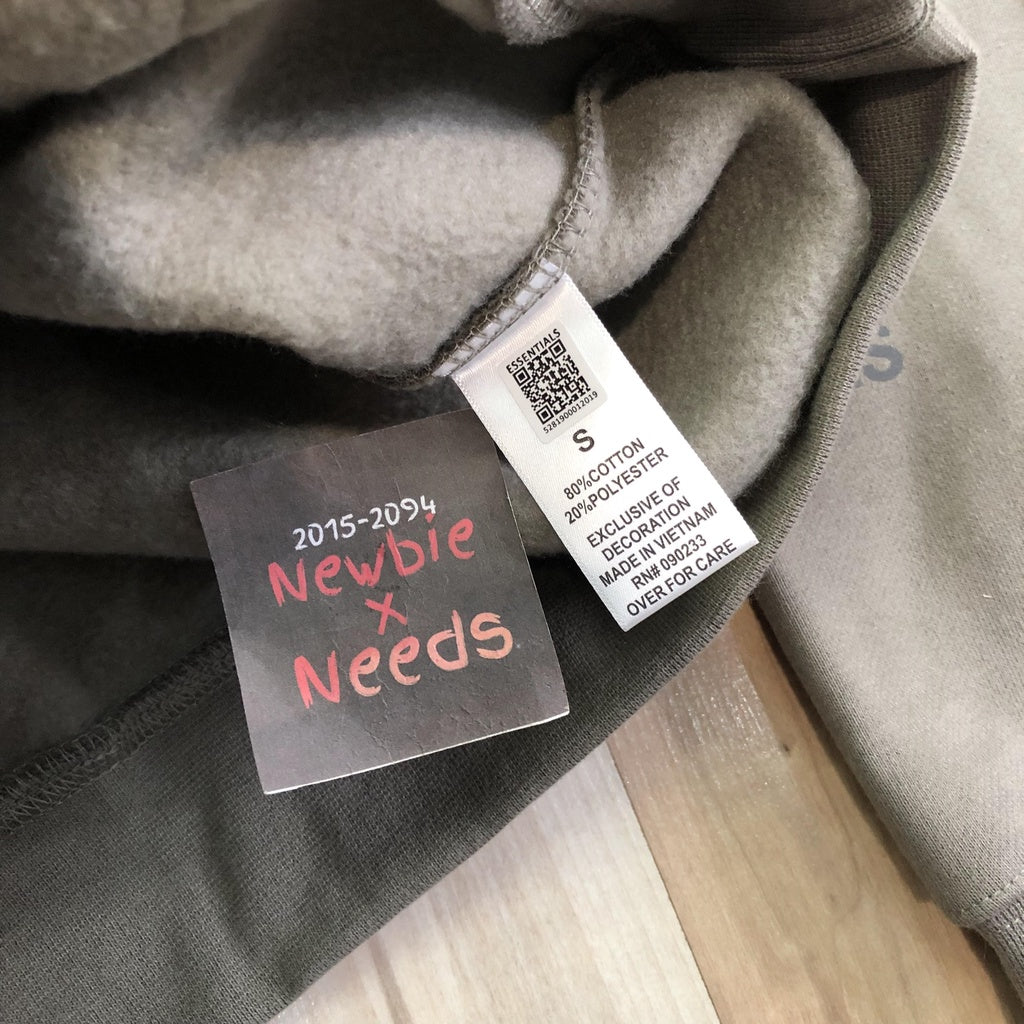 ESSENTIALS
5281900012019
S
80%COTTON
20%POLYESTER
EXCLUSIVE OF
DECORATION
MADE IN VIETNAM
RN# 090233
OVER FOR CARE
2015-2094
Newbie
x
Needs